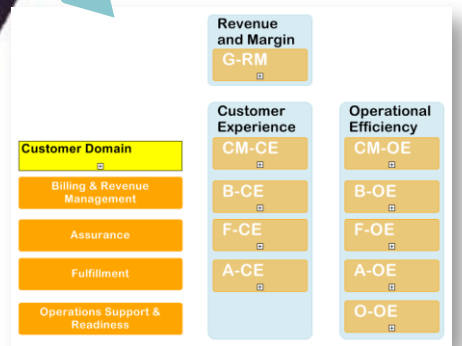 Revenue
and Margin
G-RM
Customer
Experience
Operational
Efficiency
Customer Domain
CM-CE
CM-OE
Billing & Revenue
Management
B-CE
B-OE
Assurance
F-CE
F-OE
Fulfillment
A-CE
A-OE
Operations Support &
Readiness
O-OE